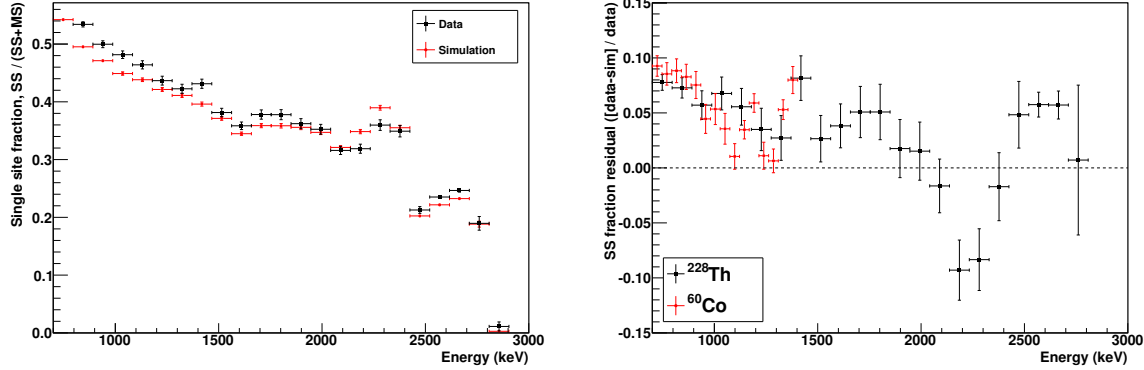 Single site fraction, SS / (SS+MS)
0.5
0.4
0.3
0.2
0.1
0.0
Data
Simulation
1000 1500 2000 2500 3000
Energy (keV)
SS fraction residual ([data-sim] / data)
0.15
0.10
0.05
0.00
-0.05
-0.10
-0.15
²²⁸Th
⁶⁰Co
1000 1500 2000 2500 3000
Energy (keV)